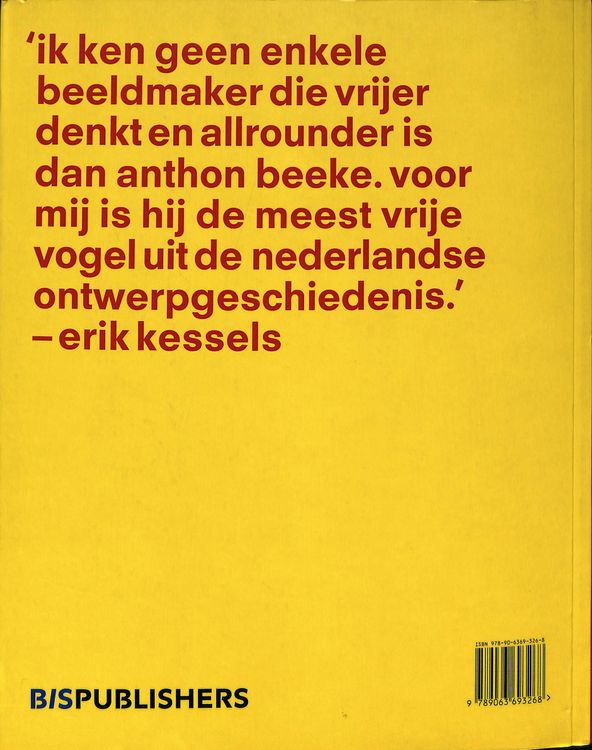 ‘ik ken geen enkele
beeldmaker die vrijer
denkt en allrounder is
dan anthon beeke. voor
mij is hij de meest vrije
vogel uit de nederlandse
ontwerpgeschiedenis.’
– erik kessels
ISBN 978-90-6369-326-8
9 789063 693268 >
B/SPUBLISHERS